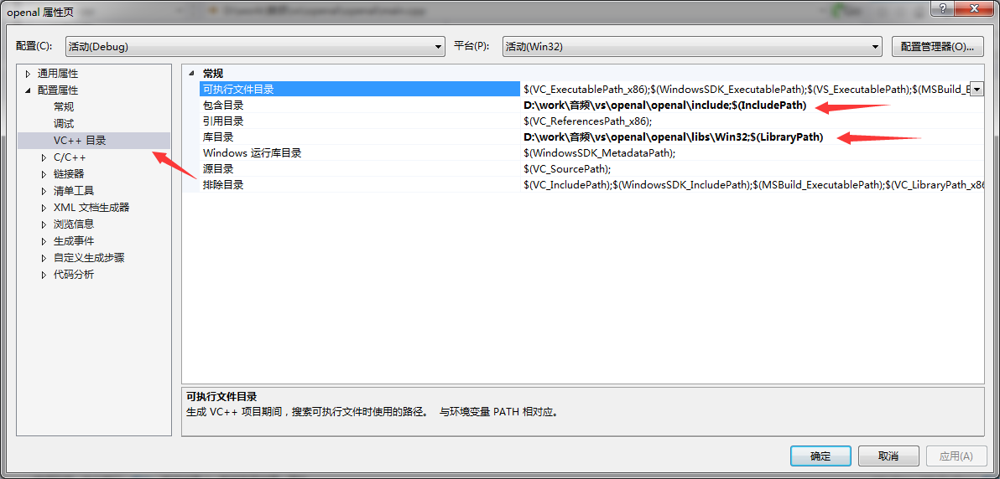 openal 属性页
配置(C): 活动(Debug) 平台(P): 活动(Win32) 配置管理器(O)...
通用属性
配置属性
常规
调试
VC++ 目录
C/C++
链接器
清单工具
XML 文档生成器
浏览信息
生成事件
自定义生成步骤
代码分析
常规
可执行文件目录 $(VC_ExecutablePath_x86);$(WindowsSDK_ExecutablePath);$(VS_ExecutablePath);$(MSBuild_E
包含目录 D:\work\音频\vs\openal\openal\include;$(IncludePath)
引用目录 $(VC_ReferencesPath_x86);
库目录 D:\work\音频\vs\openal\openal\libs\Win32;$(LibraryPath)
Windows 运行库目录 $(WindowsSDK_MetadataPath);
源目录 $(VC_SourcePath);
排除目录 $(VC_IncludePath);$(WindowsSDK_IncludePath);$(MSBuild_ExecutablePath);$(VC_LibraryPath_x86
可执行文件目录
生成 VC++ 项目期间，搜索可执行文件时使用的路径。 与环境变量 PATH 相对应。
确定 取消 应用(A)